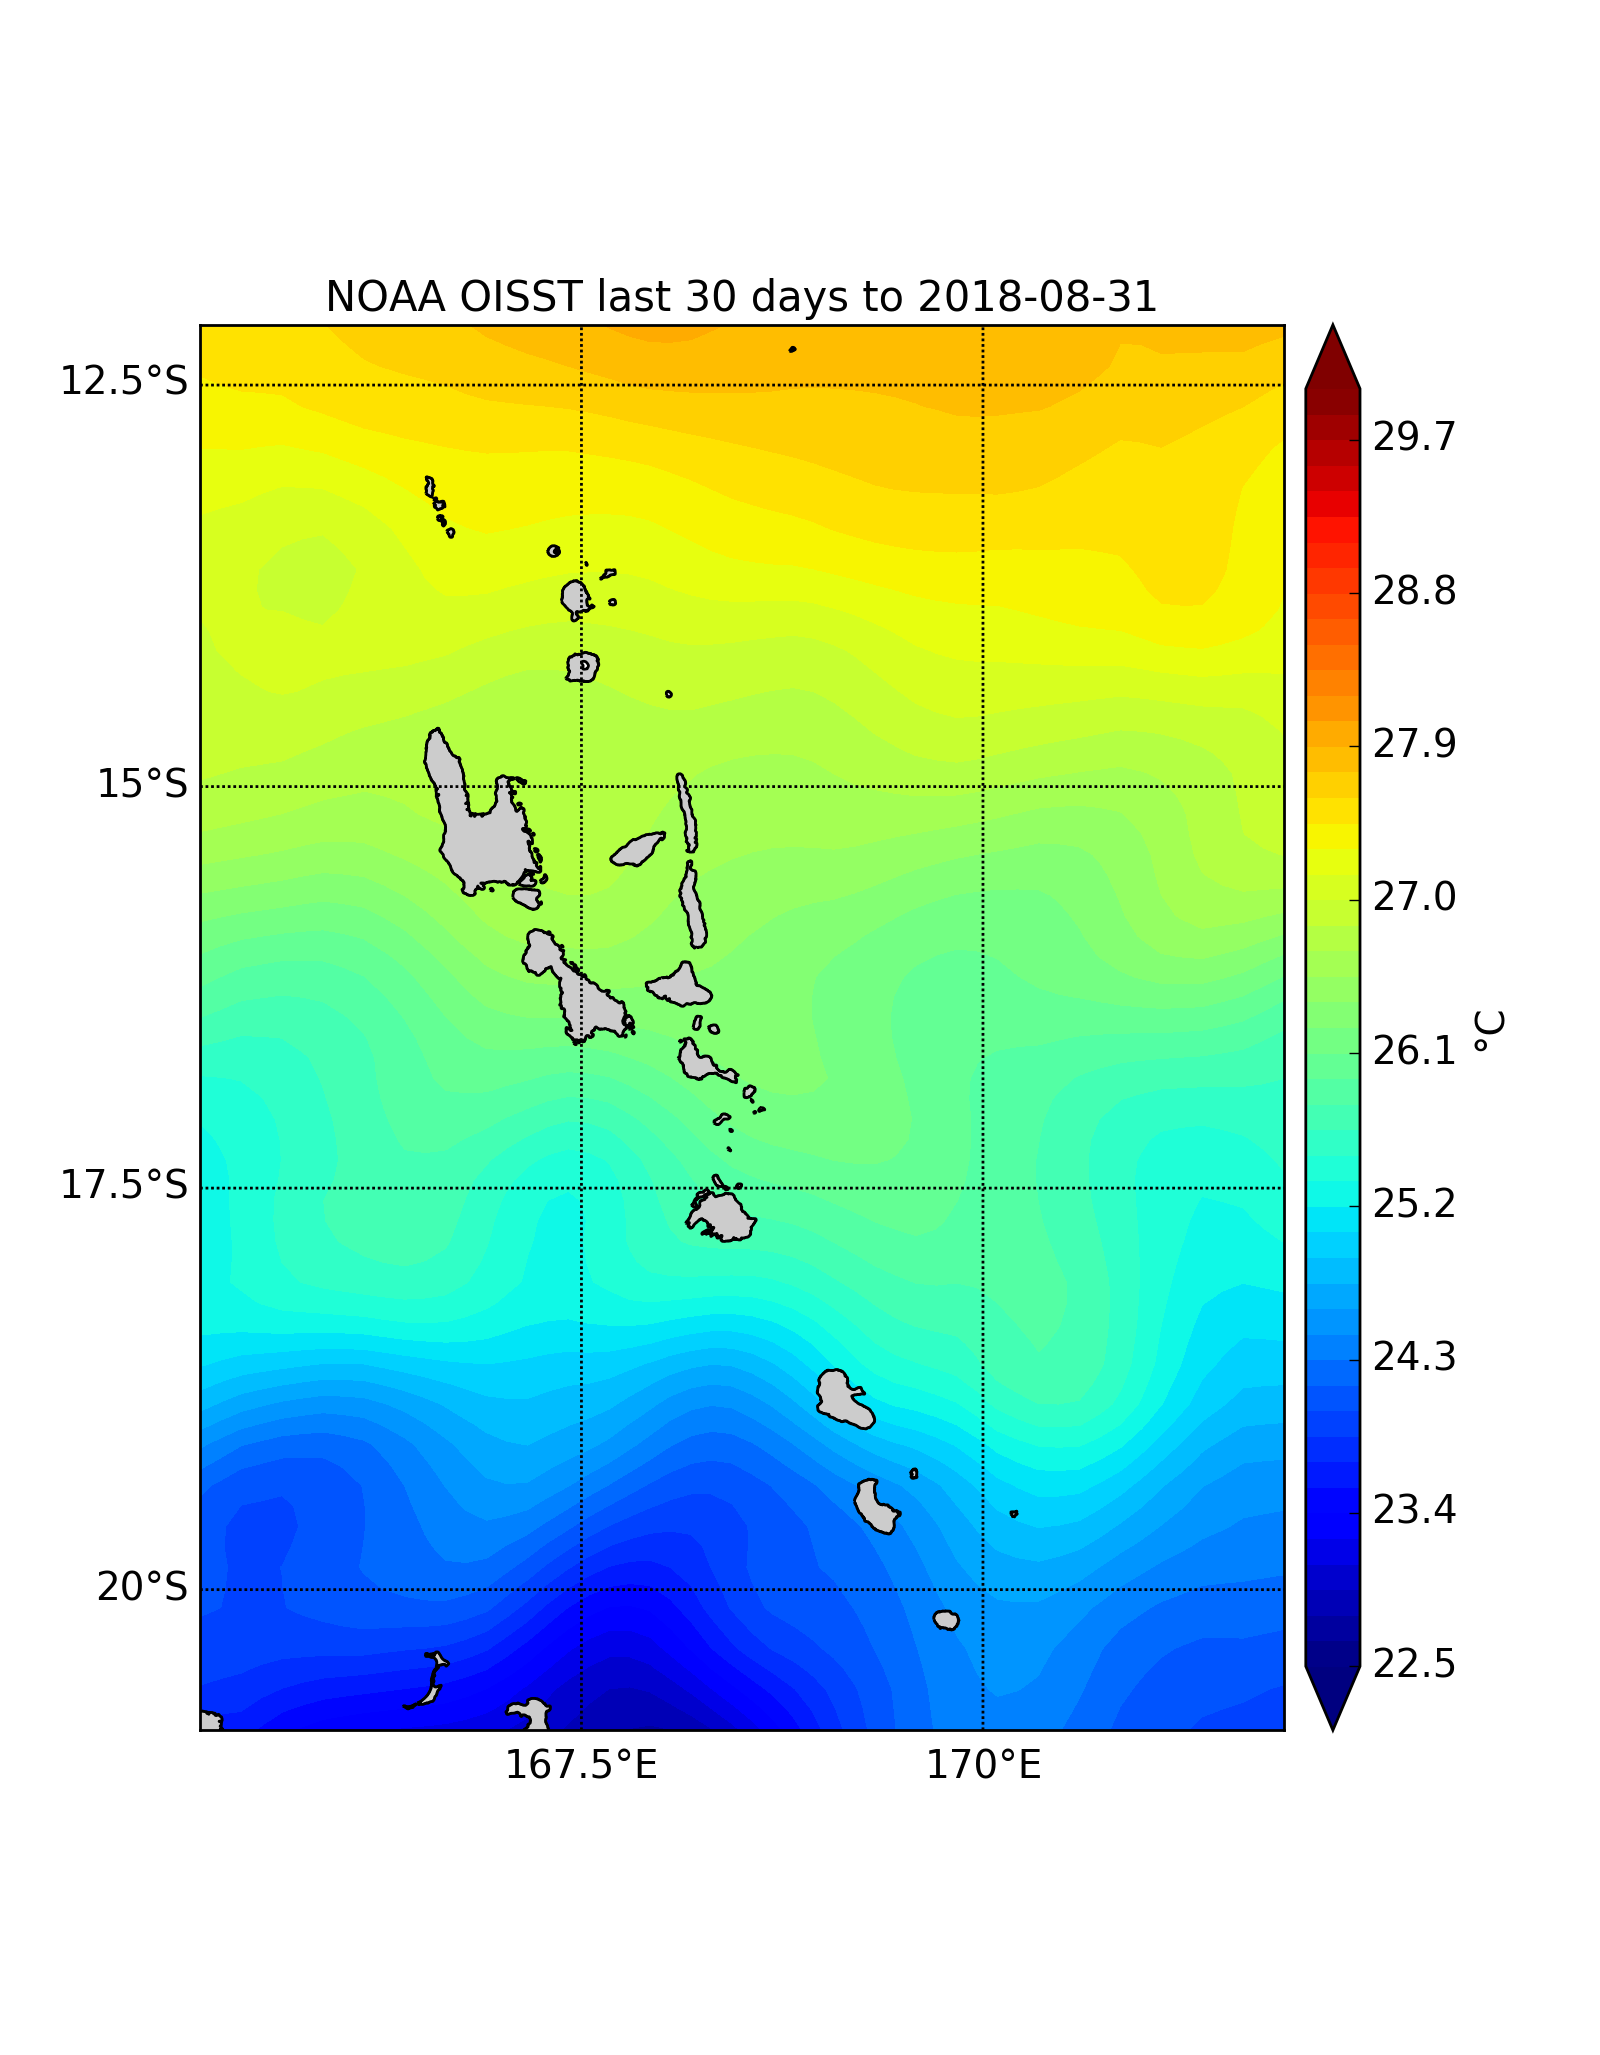 NOAA OISST last 30 days to 2018-08-31
12.5°S
15°S
17.5°S
20°S
167.5°E
170°E
29.7
28.8
27.9
27.0
26.1
25.2
24.3
23.4
22.5
°C